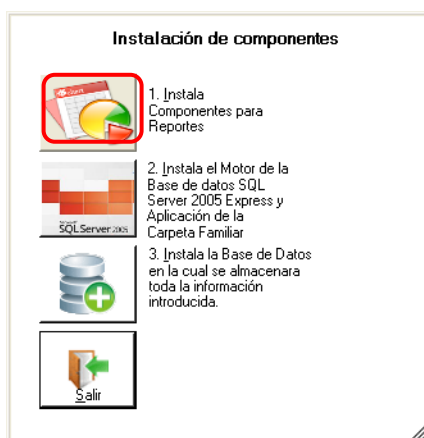 Instalación de componentes
1. Instala
Componentes para
Reportes
2. Instala el Motor de la
Base de datos SQL
Server 2005 Express y
Aplicación de la
Carpeta Familiar
SQL Server 2005
3. Instala la Base de Datos
en la cual se almacenara
toda la información
introducida.
Salir